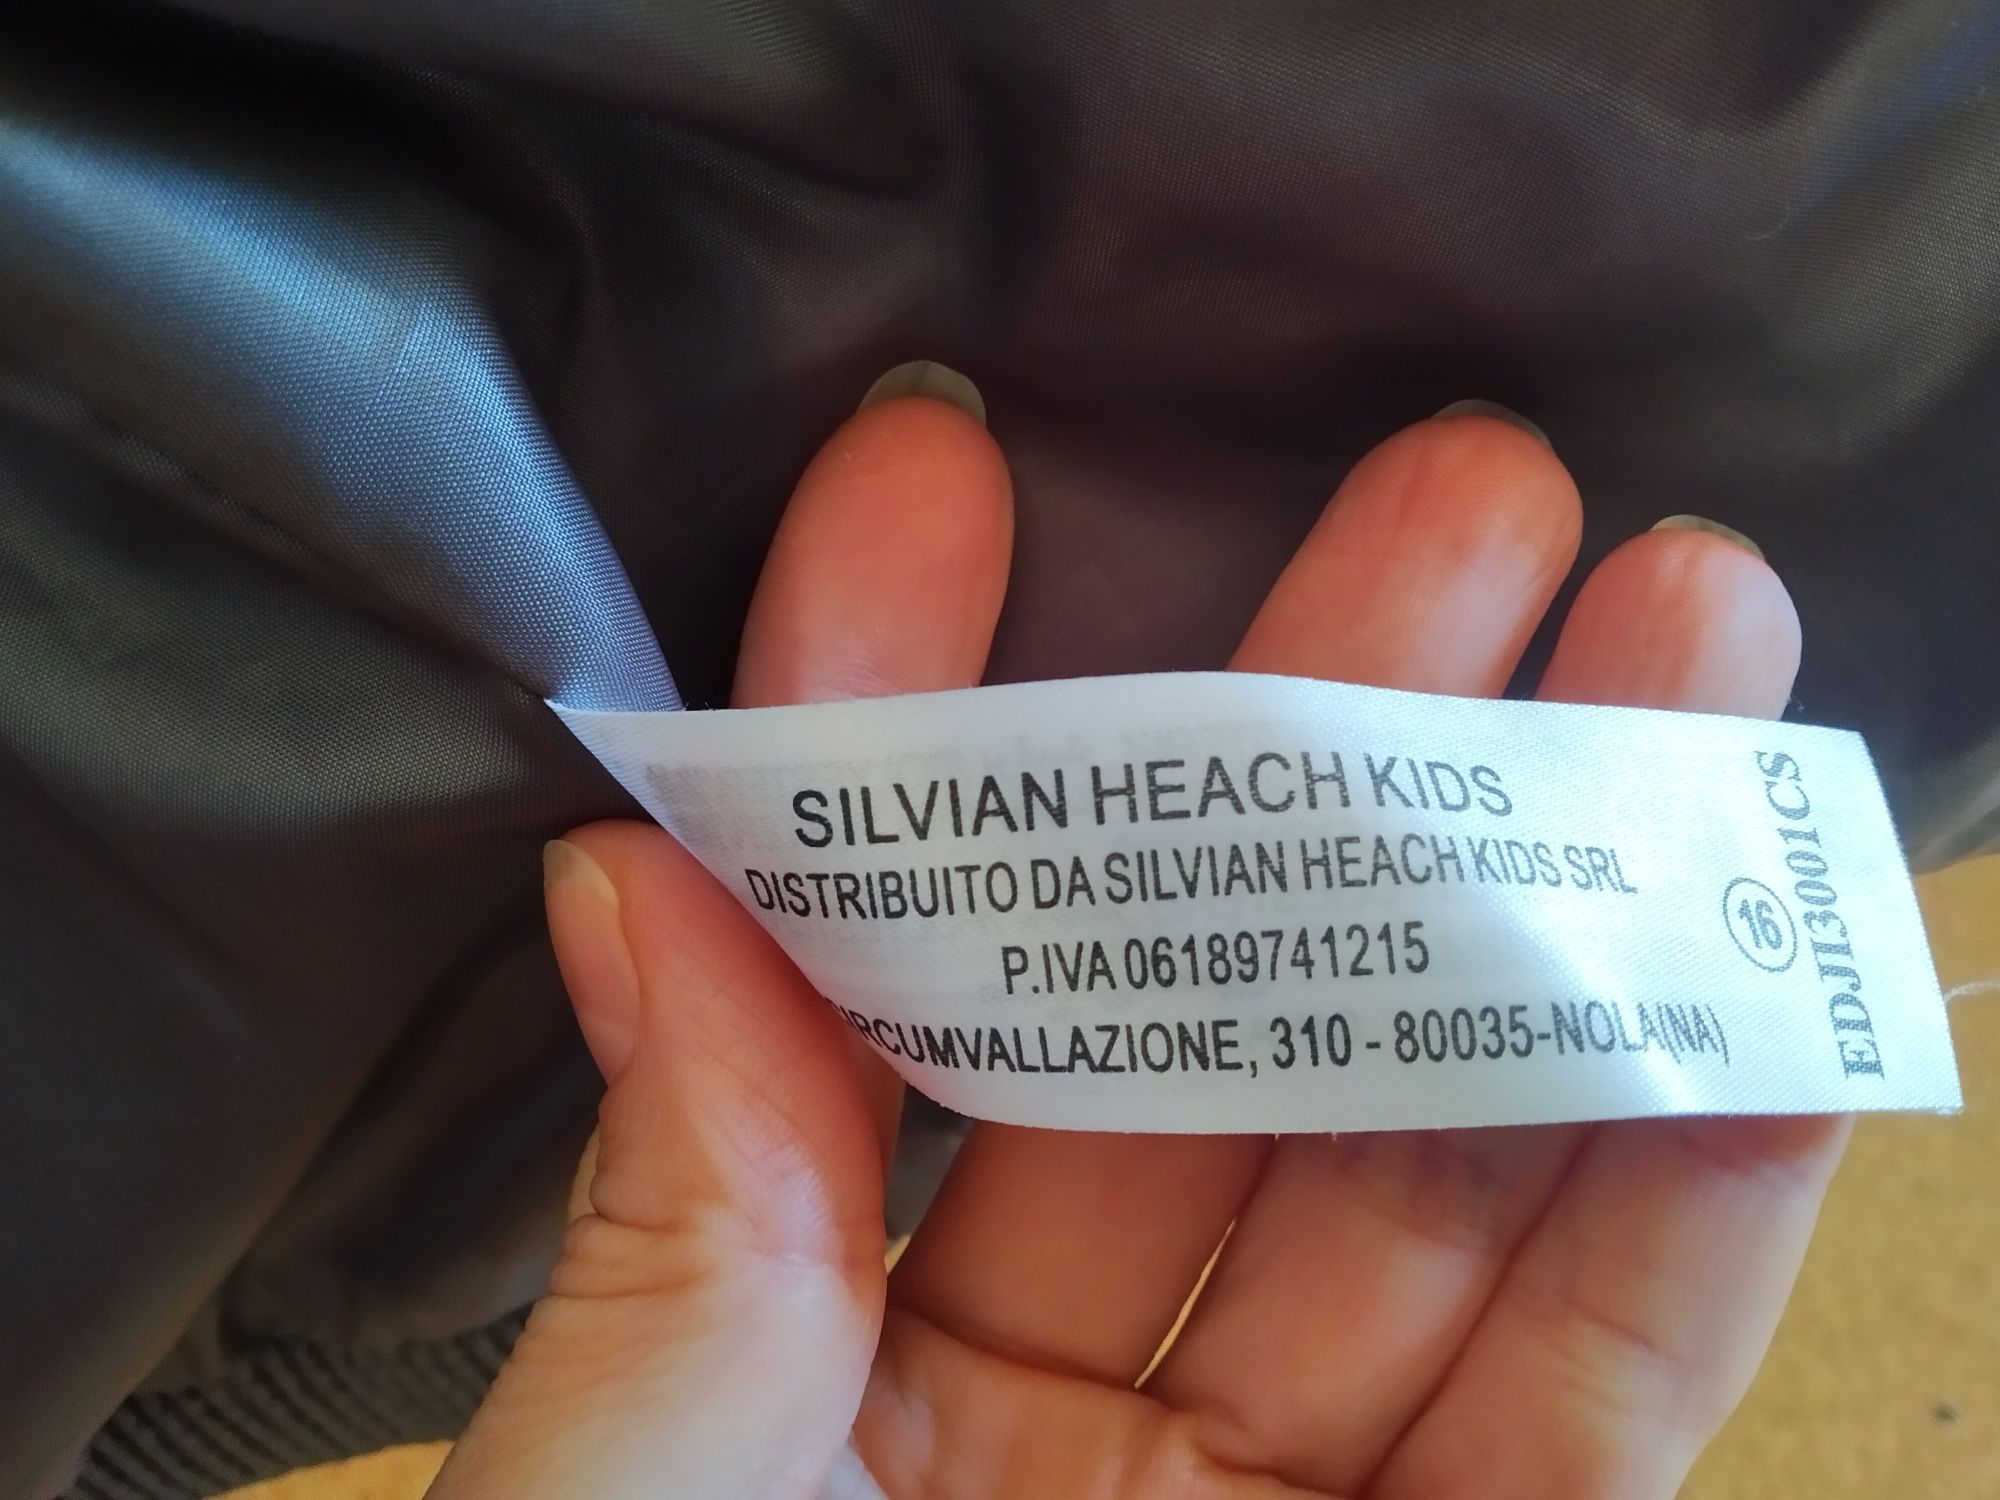 SILVIAN HEACH KIDS
DISTRIBUITO DA SILVIAN HEACH KIDS SRL
P.IVA 06189741215
CIRCUMVALLAZIONE, 310 - 80035-NOLA(NA)
16
EDJI3001CS